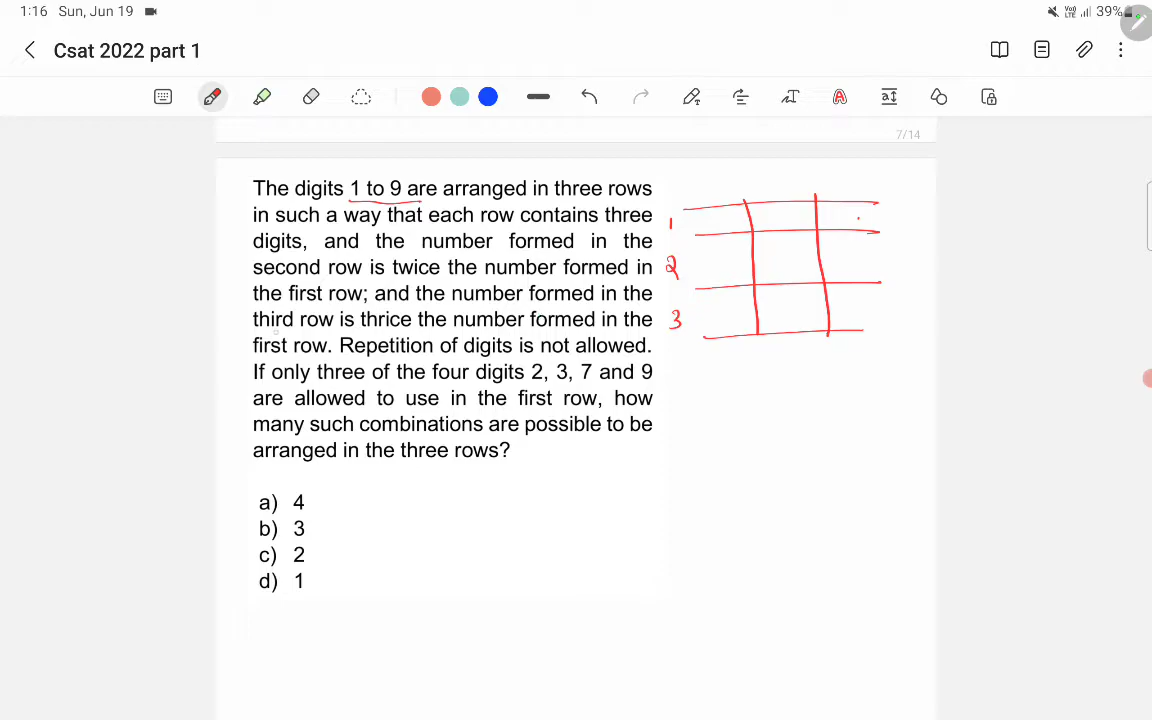 1:16 Sun, Jun 19
39%
Csat 2022 part 1
7/14
The digits 1 to 9 are arranged in three rows
in such a way that each row contains three
digits, and the number formed in the
second row is twice the number formed in
the first row; and the number formed in the
third row is thrice the number formed in the
first row. Repetition of digits is not allowed.
If only three of the four digits 2, 3, 7 and 9
are allowed to use in the first row, how
many such combinations are possible to be
arranged in the three rows?
a) 4
b) 3
c) 2
d) 1
1
2
3